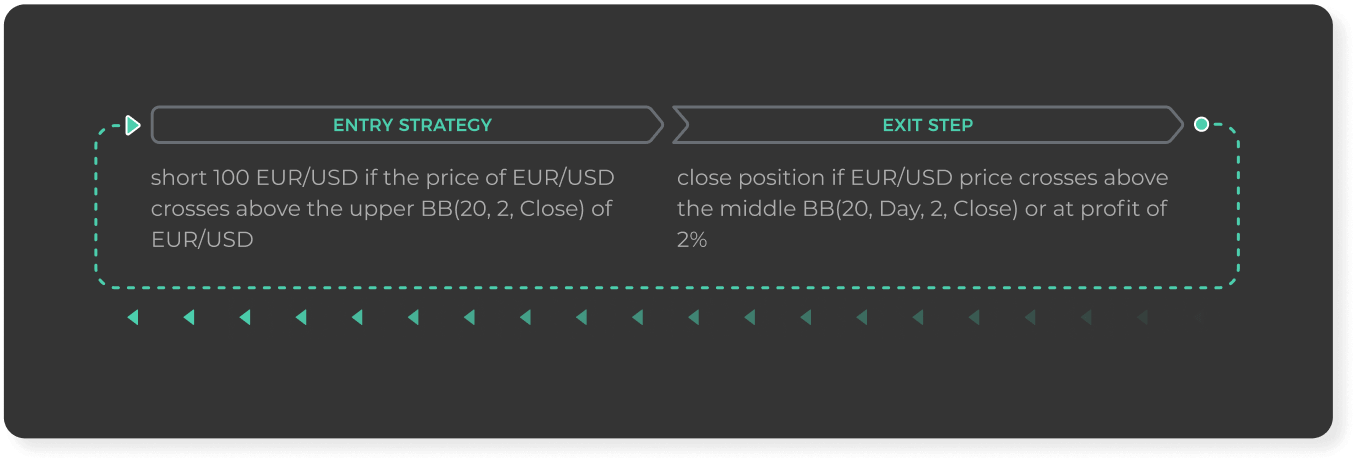 ENTRY STRATEGY
short 100 EUR/USD if the price of EUR/USD
crosses above the upper BB(20, 2, Close) of
EUR/USD
EXIT STEP
close position if EUR/USD price crosses above
the middle BB(20, Day, 2, Close) or at profit of
2%